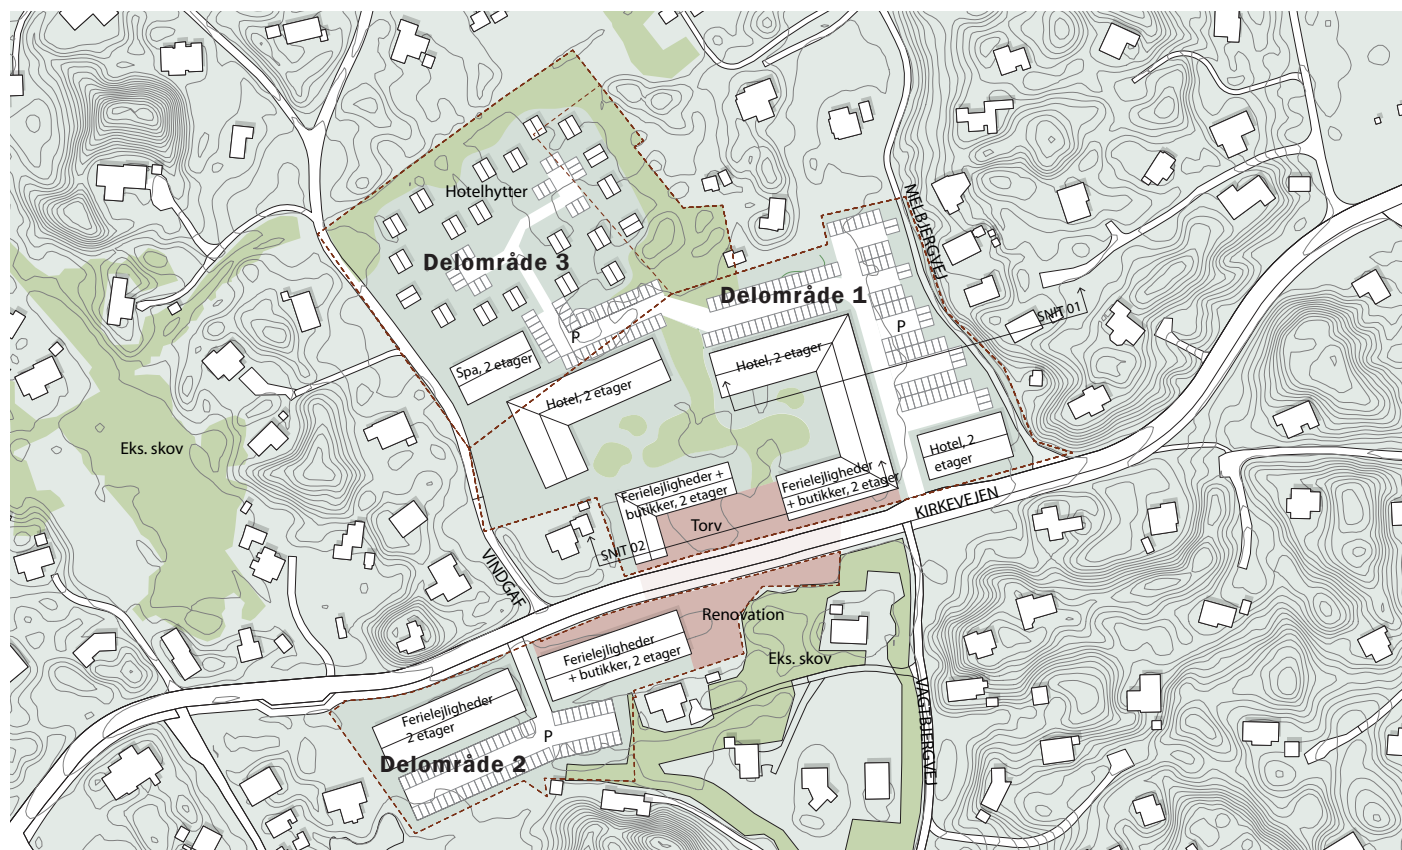 Hotelhytter
MELBJERGVEJ
Delområde 3
Delområde 1
SNIT 01
P
P
Spa, 2 etager
Hotel, 2 etager
Hotel, 2 etager
Eks. skov
Hotel, 2
etager
Ferielejligheder +
butikker, 2 etager
Ferielejligheder
+ butikker, 2 etager
KIRKEVEJEN
Torv
SNIT 02
VINDGAF
Renovation
Ferielejligheder
+ butikker, 2 etager
Eks. skov
VAGTBJERGVEJ
Ferielejligheder
2 etager
P
Delområde 2